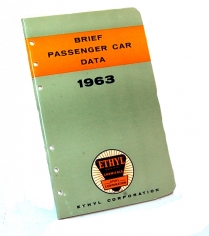 BRIEF
PASSENGER CAR
DATA
1963
ETHYL
ETHYL CORPORATION